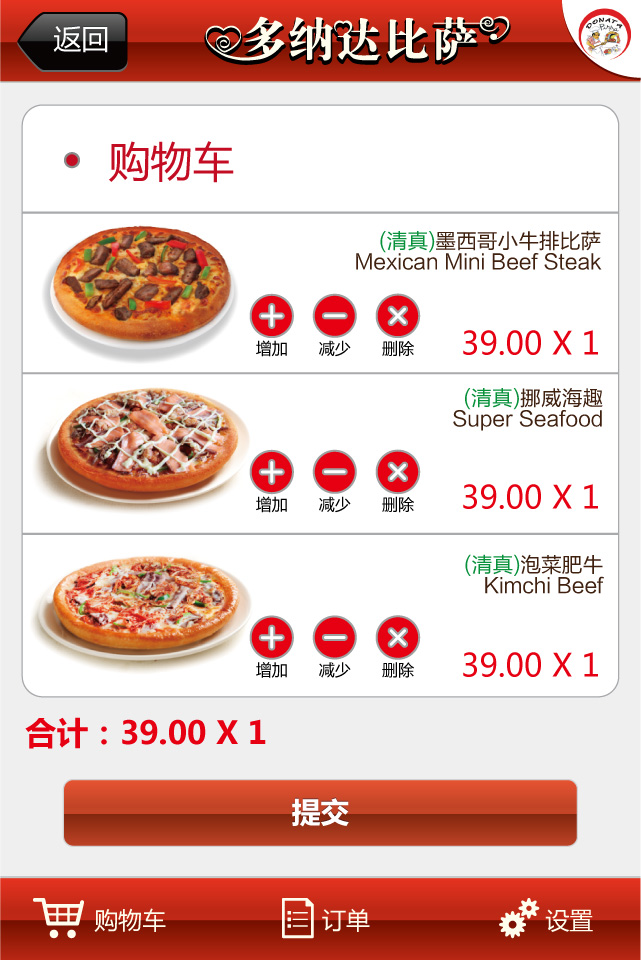 返回
多纳达比萨
DONATA
购物车
(清真)墨西哥小牛排比萨
Mexican Mini Beef Steak
增加 减少 删除
39.00 X 1
(清真)挪威海趣
Super Seafood
增加 减少 删除
39.00 X 1
(清真)泡菜肥牛
Kimchi Beef
增加 减少 删除
39.00 X 1
合计：39.00 X 1
提交
购物车 订单 设置